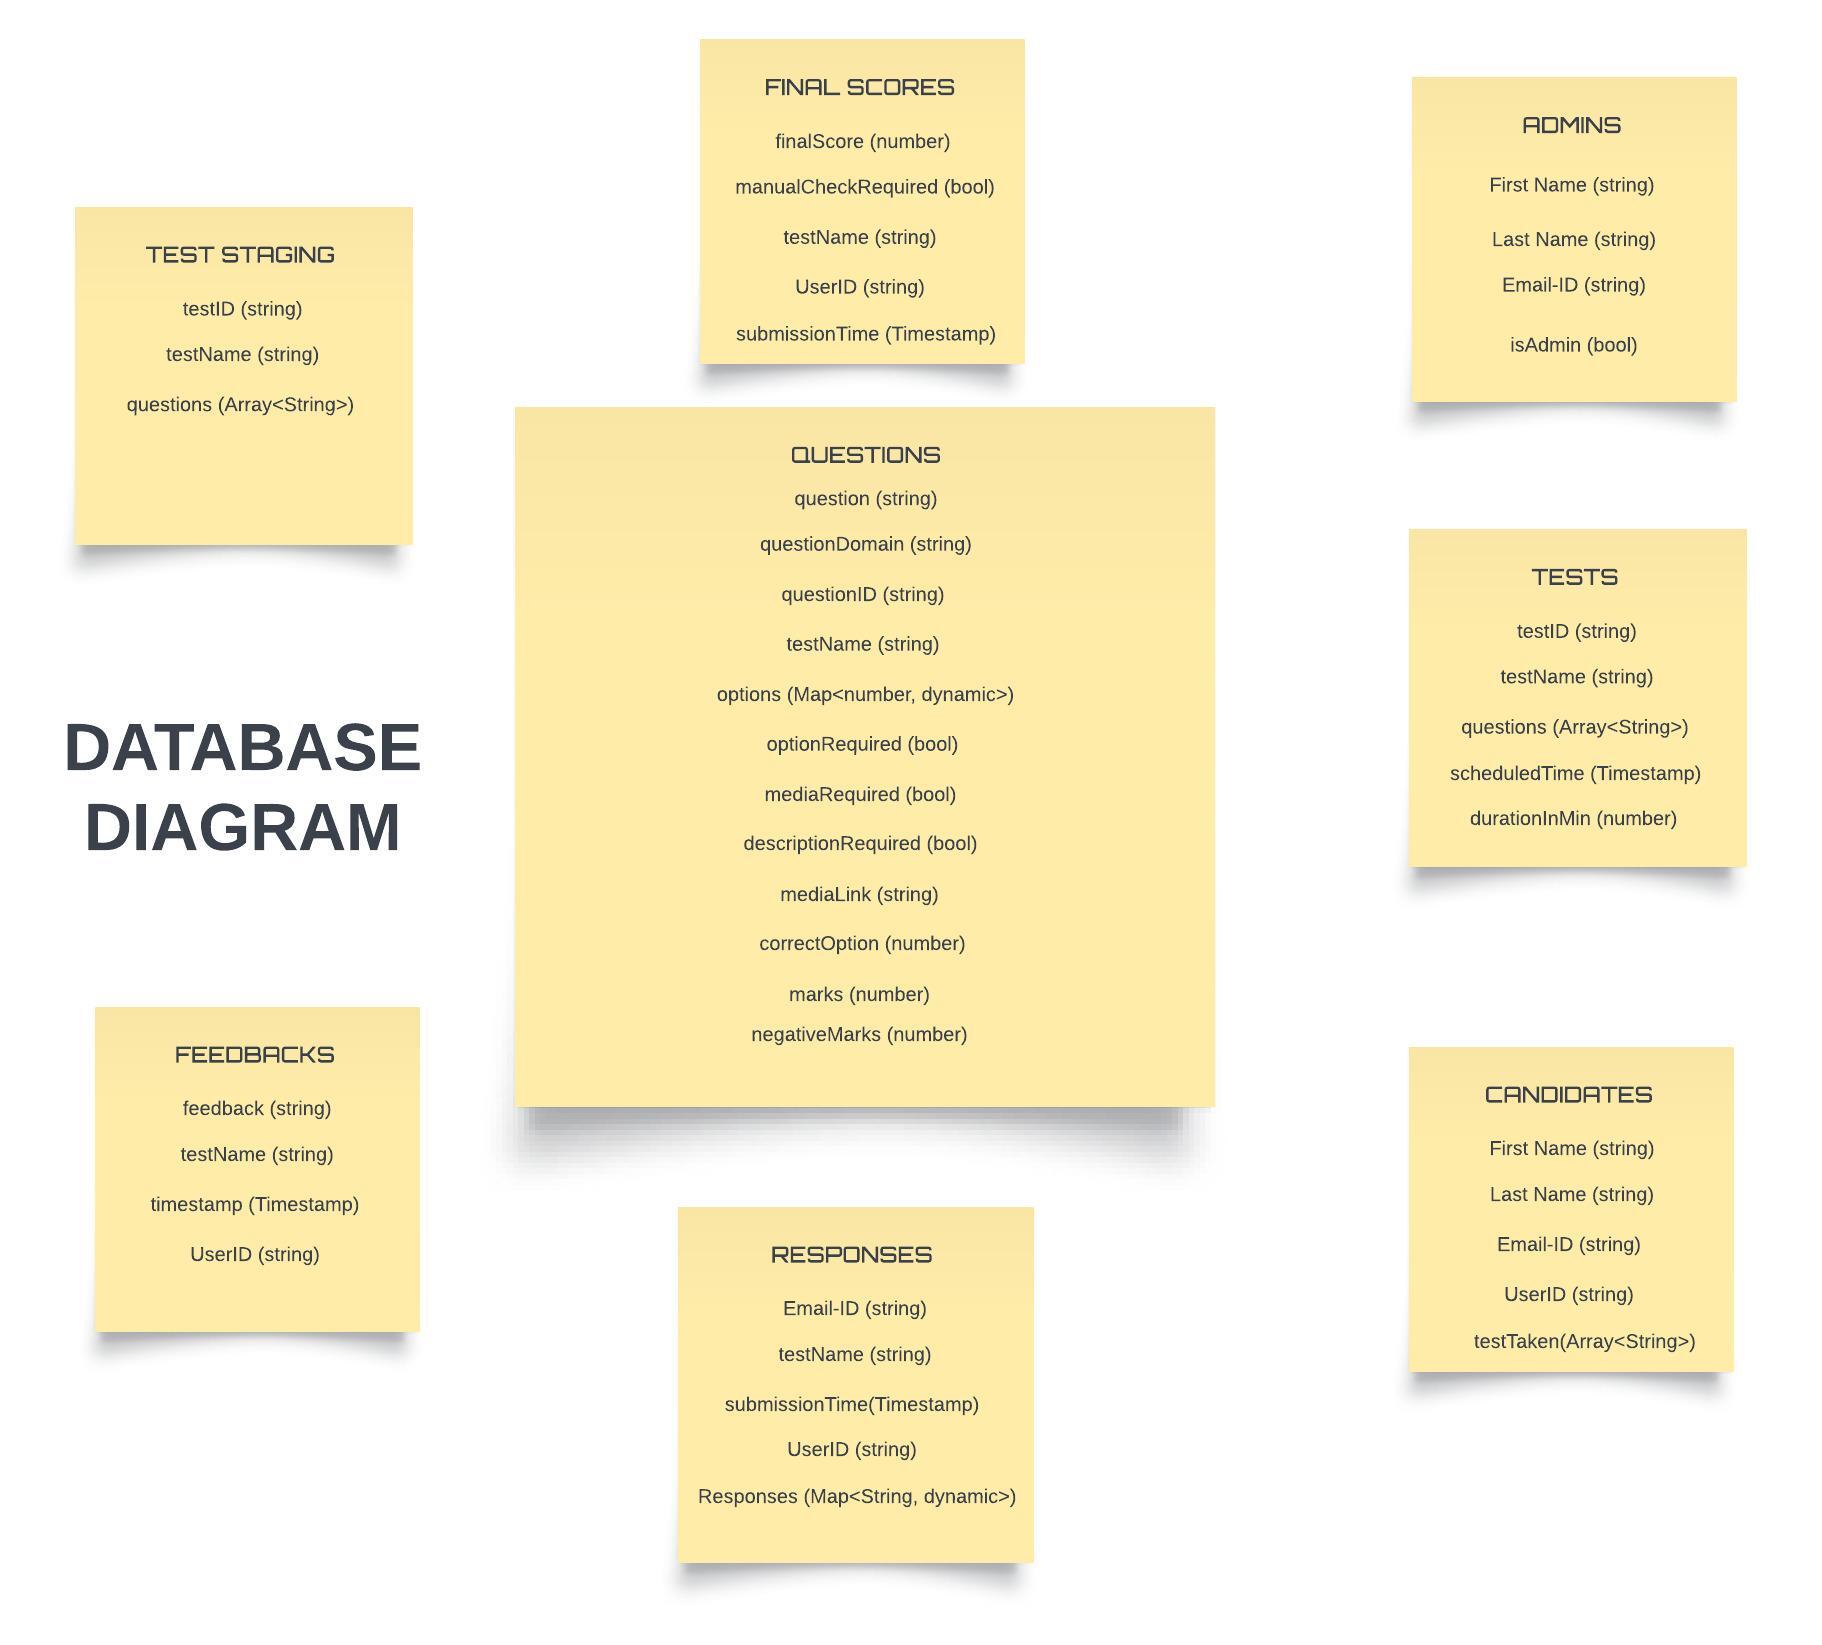 FINAL SCORES
finalScore (number)
manualCheckRequired (bool)
testName (string)
UserID (string)
submissionTime (Timestamp)
ADMINS
First Name (string)
Last Name (string)
Email-ID (string)
isAdmin (bool)
TEST STAGING
testID (string)
testName (string)
questions (Array<String>)
QUESTIONS
question (string)
questionDomain (string)
questionID (string)
testName (string)
options (Map<number, dynamic>)
optionRequired (bool)
mediaRequired (bool)
descriptionRequired (bool)
mediaLink (string)
correctOption (number)
marks (number)
negativeMarks (number)
TESTS
testID (string)
testName (string)
questions (Array<String>)
scheduledTime (Timestamp)
durationInMin (number)
DATABASE
DIAGRAM
FEEDBACKS
feedback (string)
testName (string)
timestamp (Timestamp)
UserID (string)
RESPONSES
Email-ID (string)
testName (string)
submissionTime(Timestamp)
UserID (string)
Responses (Map<String, dynamic>)
CANDIDATES
First Name (string)
Last Name (string)
Email-ID (string)
UserID (string)
testTaken(Array<String>)